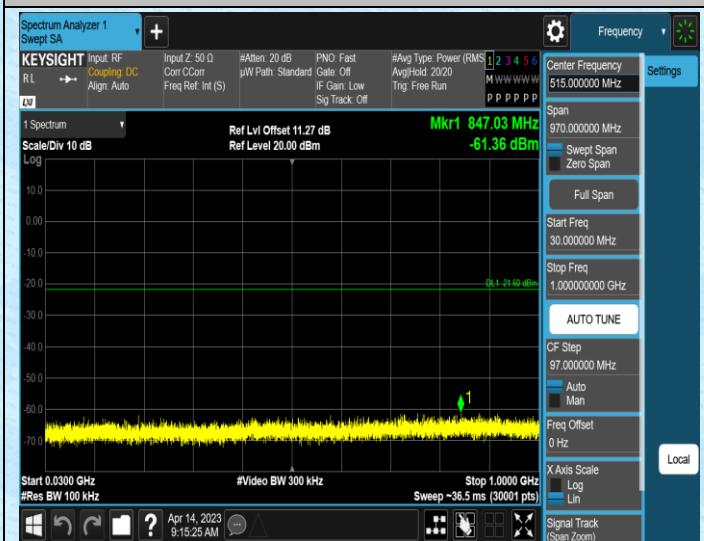 Spectrum Analyzer 1
Swept SA
Frequency
KEYSIGHT
R L
LXI
Input: RF
Coupling: DC
Align: Auto
Input Z: 50 Ω
Corr CCorr
Freq Ref: Int (S)
#Atten: 20 dB
µW Path: Standard
PNO: Fast
Gate: Off
IF Gain: Low
Sig Track: Off
#Avg Type: Power (RMS
Avg|Hold: 20/20
Trig: Free Run
1 2 3 4 5 6
M W W W W W
P P P P P P
1 Spectrum
Scale/Div 10 dB
Log
Ref Lvl Offset 11.27 dB
Ref Level 20.00 dBm
Mkr1 847.03 MHz
-61.36 dBm
10.0
0.00
-10.0
-20.0
-30.0
-40.0
-50.0
-60.0
-70.0
DL1 -21.60 dBm
1
Start 0.0300 GHz
#Res BW 100 kHz
#Video BW 300 kHz
Stop 1.0000 GHz
Sweep ~36.5 ms (30001 pts)
Apr 14, 2023
9:15:25 AM
?
Center Frequency
515.000000 MHz
Settings
Span
970.000000 MHz
Swept Span
Zero Span
Full Span
Start Freq
30.000000 MHz
Stop Freq
1.000000000 GHz
AUTO TUNE
CF Step
97.000000 MHz
Auto
Man
Freq Offset
0 Hz
X Axis Scale
Log
Lin
Local
Signal Track
(Span Zoom)